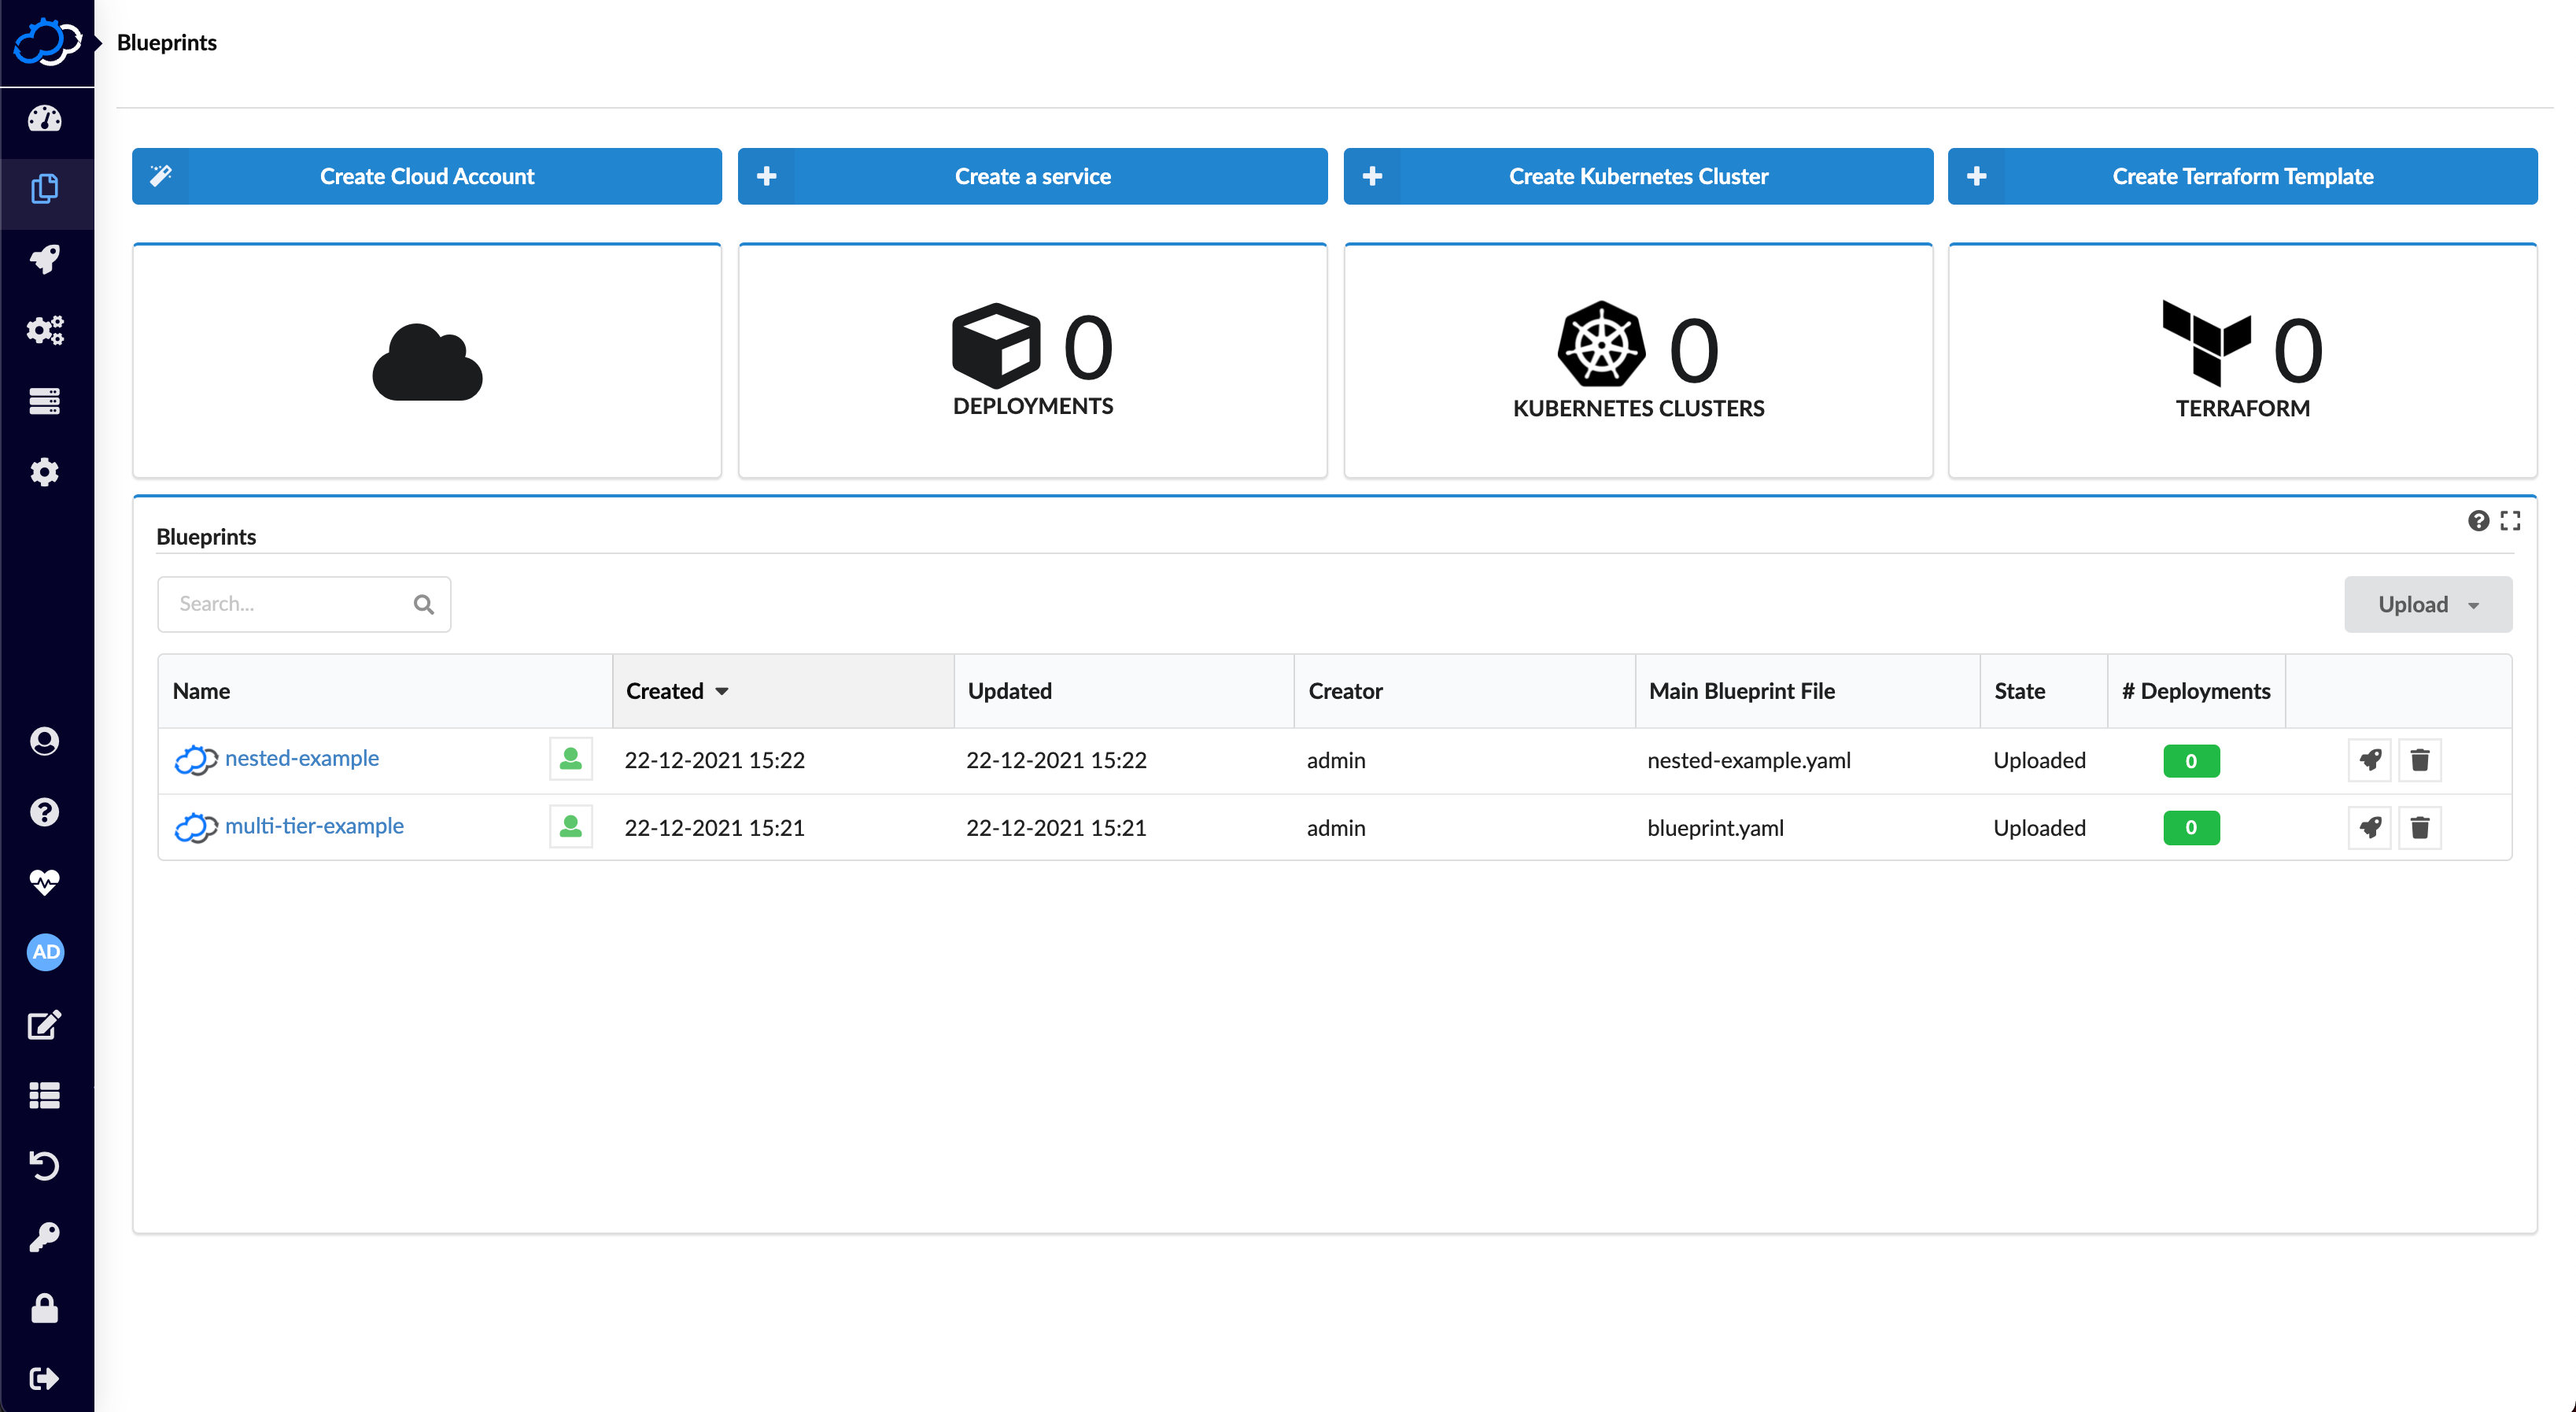 Blueprints
Create Cloud Account
Create a service
Create Kubernetes Cluster
Create Terraform Template
0
DEPLOYMENTS
0
KUBERNETES CLUSTERS
0
TERRAFORM
Blueprints
Search...
Upload
Name Created Updated Creator Main Blueprint File State # Deployments
nested-example 22-12-2021 15:22 22-12-2021 15:22 admin nested-example.yaml Uploaded 0
multi-tier-example 22-12-2021 15:21 22-12-2021 15:21 admin blueprint.yaml Uploaded 0
AD